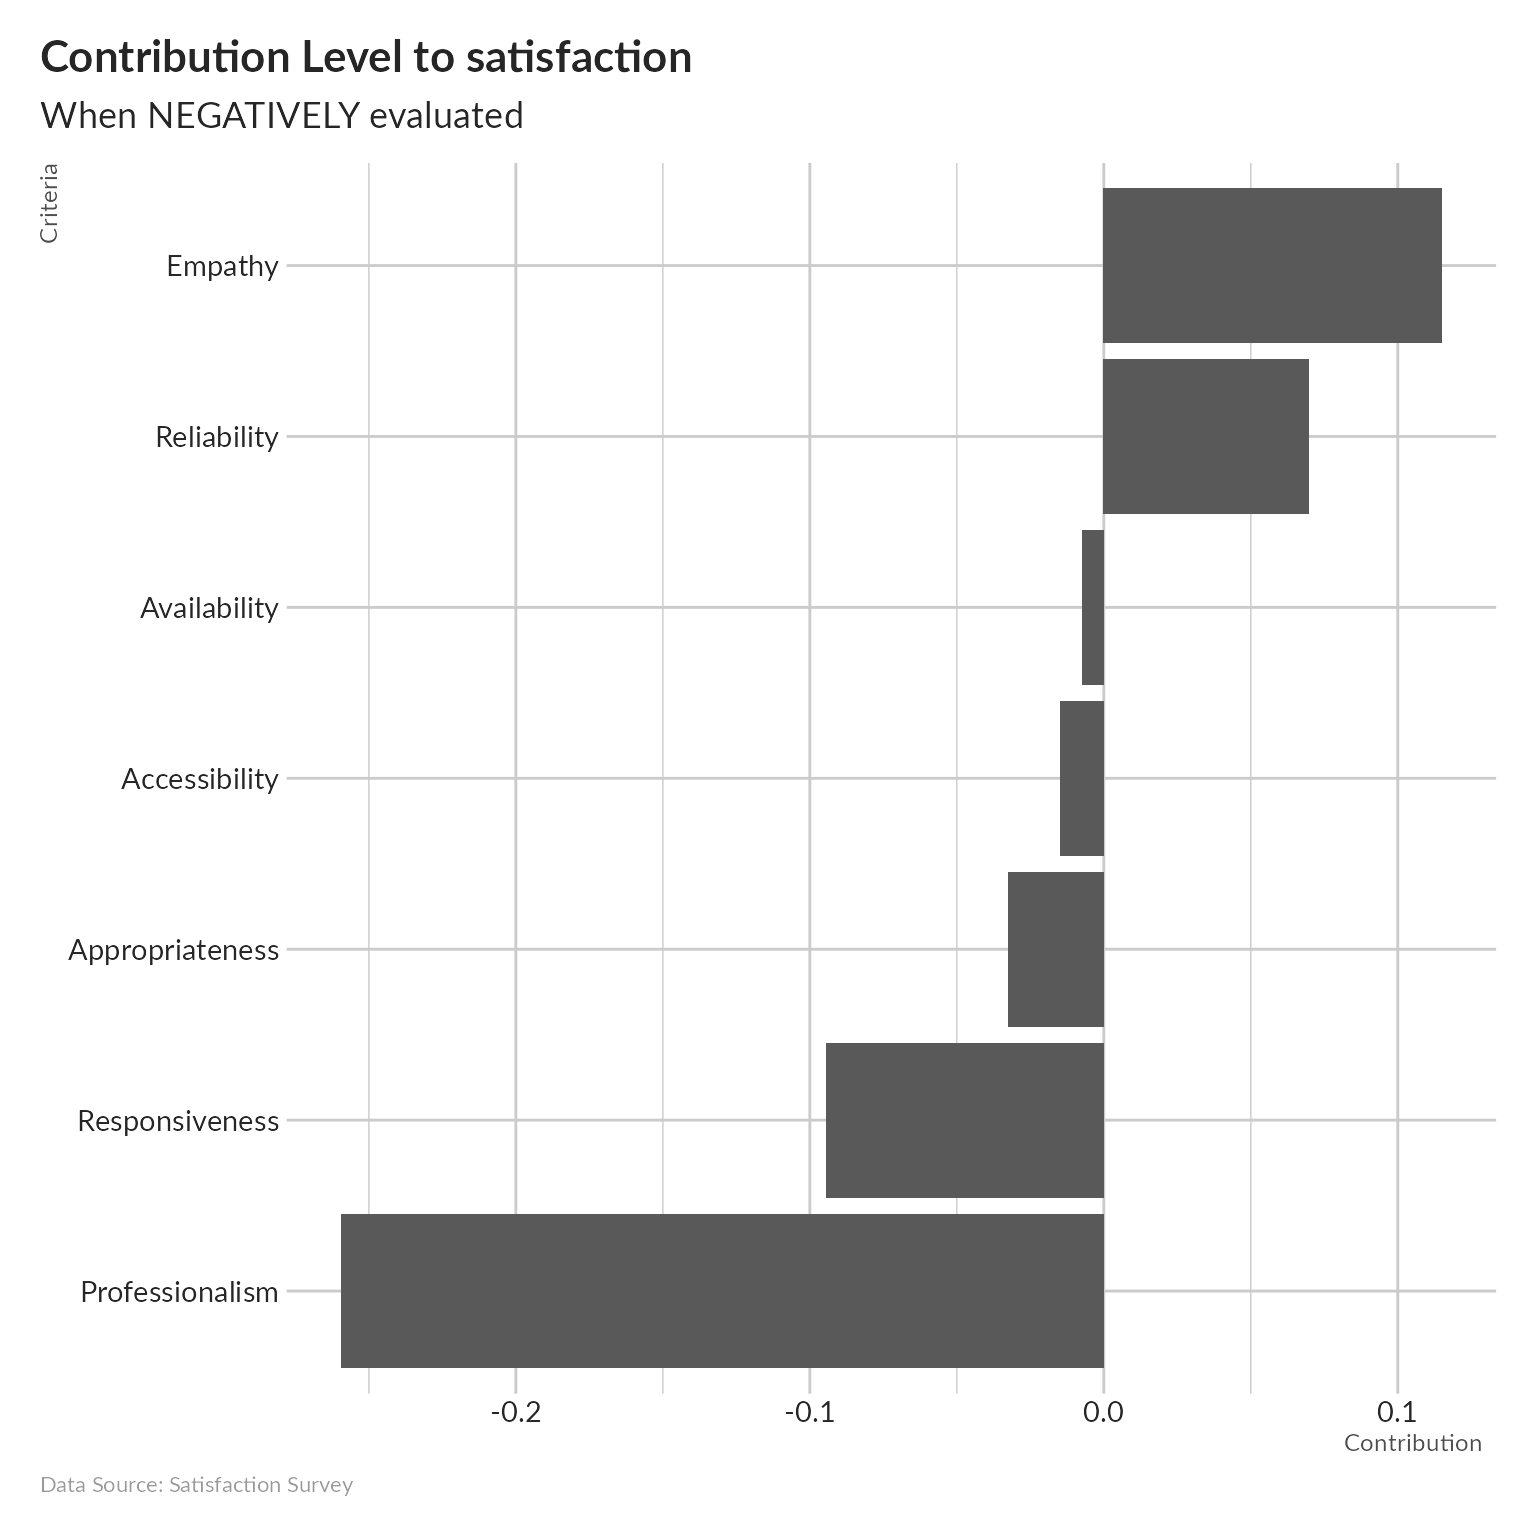 Contribution Level to satisfaction
When NEGATIVELY evaluated
Criteria
Empathy
Reliability
Availability
Accessibility
Appropriateness
Responsiveness
Professionalism
-0.2 -0.1 0.0 0.1
Contribution
Data Source: Satisfaction Survey